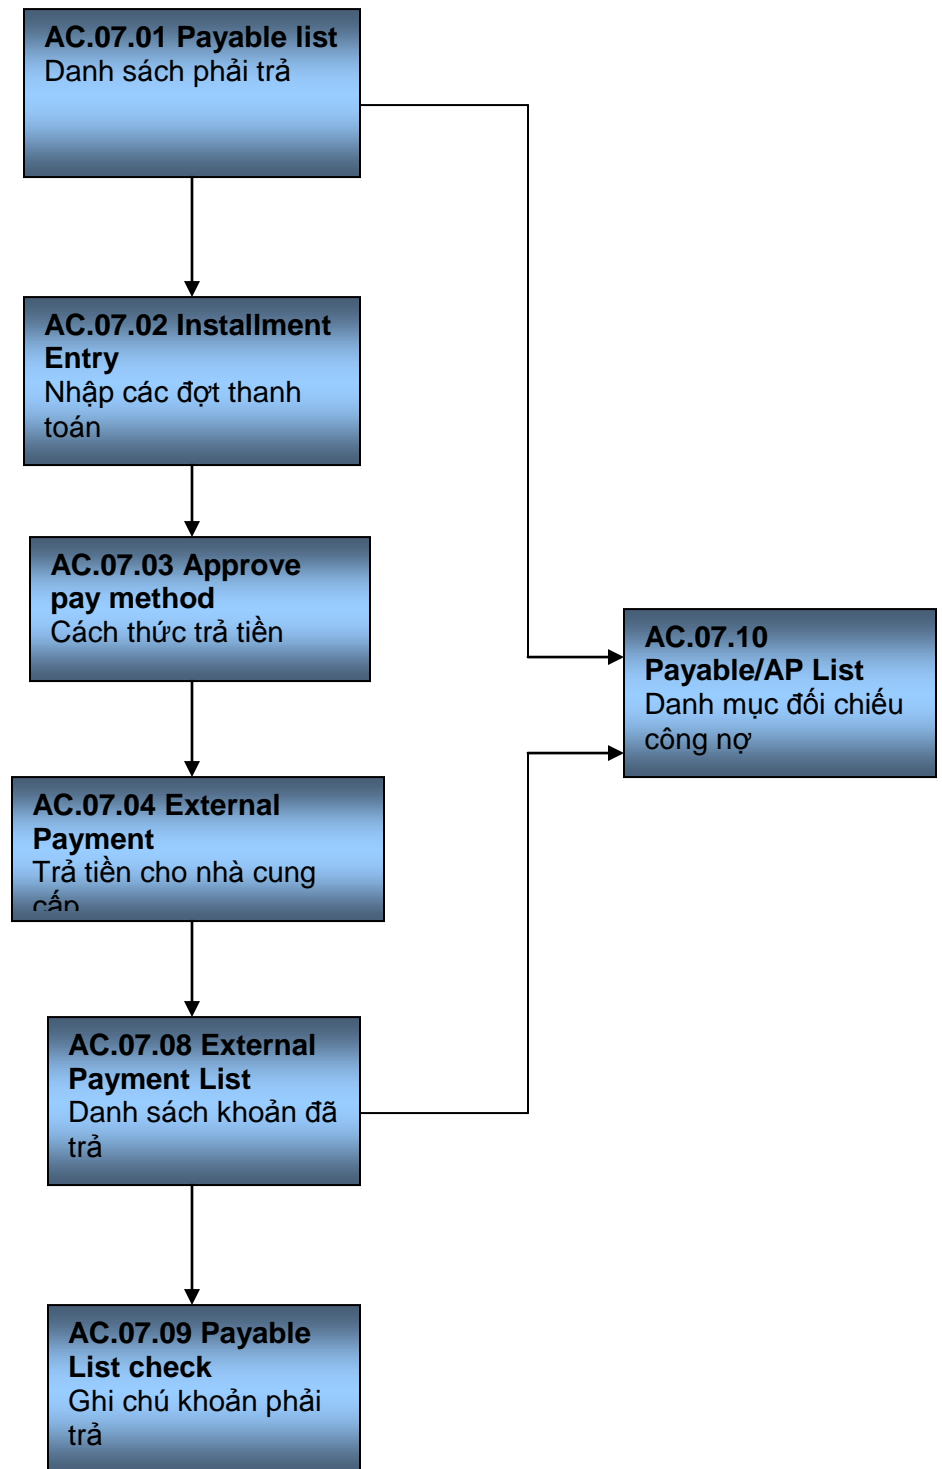 AC.07.01 Payable list
Danh sách phải trả
AC.07.02 Installment
Entry
Nhập các đợt thanh
toán
AC.07.03 Approve
pay method
Cách thức trả tiền
AC.07.10
Payable/AP List
Danh mục đối chiếu
công nợ
AC.07.04 External
Payment
Trả tiền cho nhà cung
cấp
AC.07.08 External
Payment List
Danh sách khoản đã
trả
AC.07.09 Payable
List check
Ghi chú khoản phải
trả